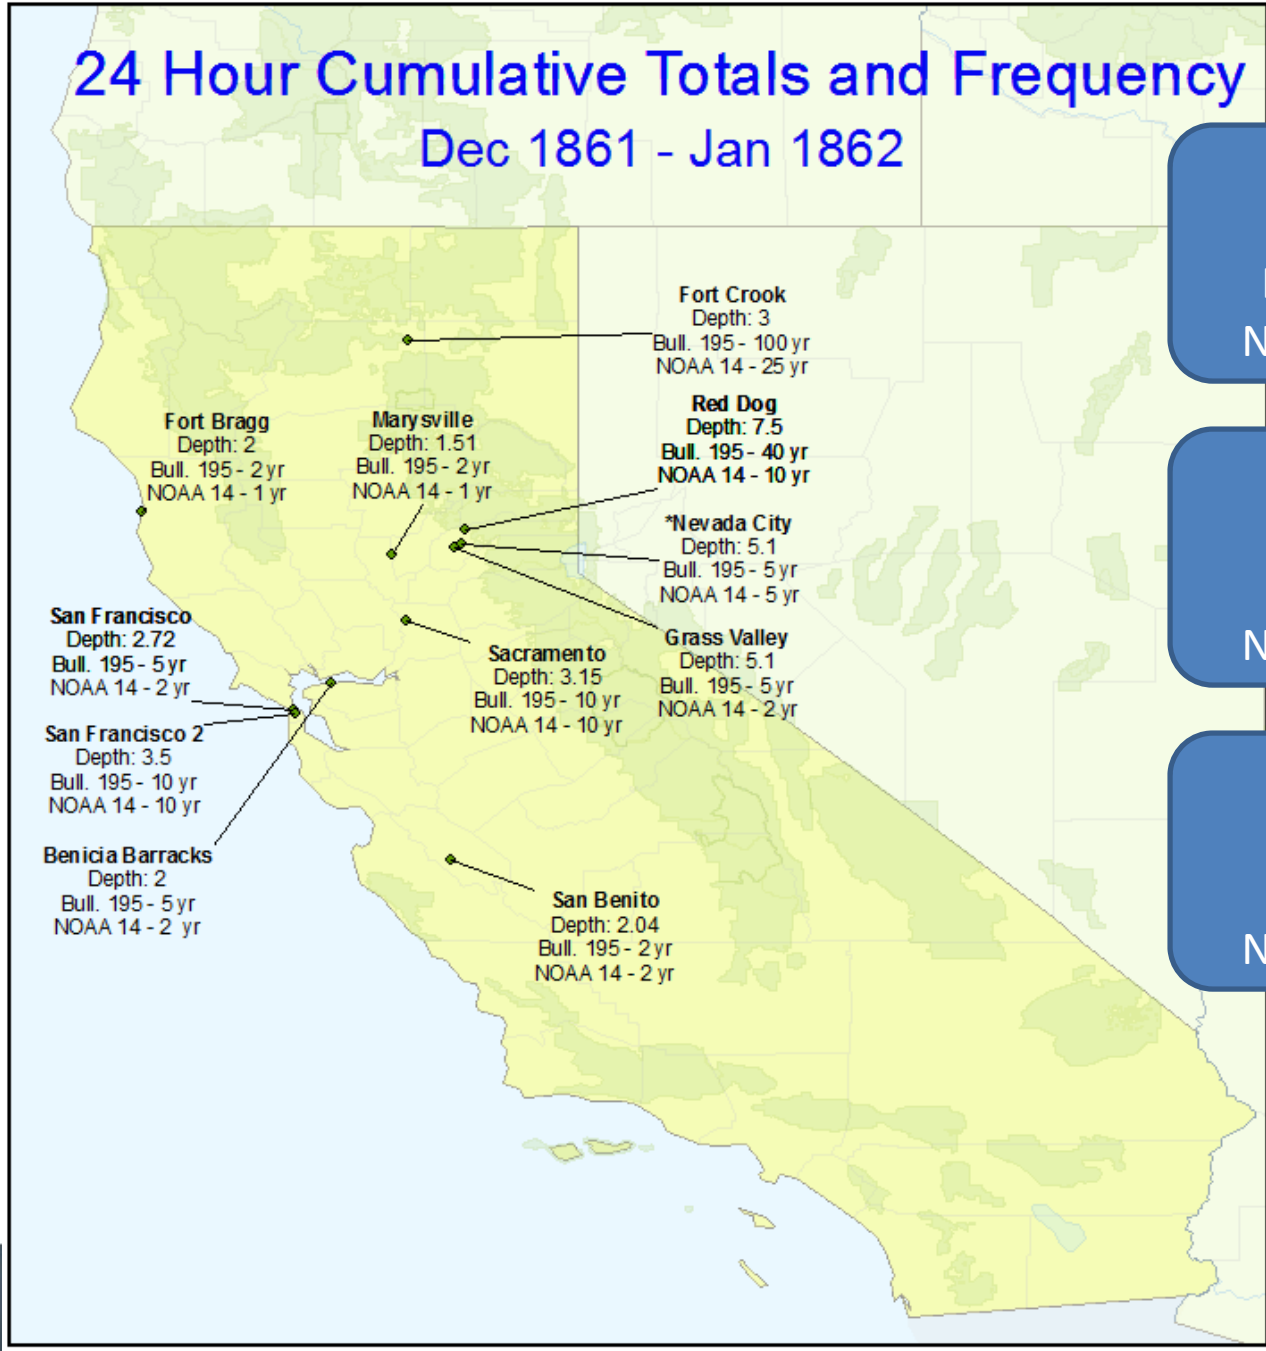 24 Hour Cumulative Totals and Frequency
Dec 1861 - Jan 1862
Fort Crook
Depth: 3
Bull. 195 - 100 yr
NOAA 14 - 25 yr
Red Dog
Depth: 7.5
Bull. 195 - 40 yr
NOAA 14 - 10 yr
Fort Bragg
Depth: 2
Bull. 195 - 2 yr
NOAA 14 - 1 yr
Marysville
Depth: 1.51
Bull. 195 - 2 yr
NOAA 14 - 1 yr
*Nevada City
Depth: 5.1
Bull. 195 - 5 yr
NOAA 14 - 5 yr
San Francisco
Depth: 2.72
Bull. 195 - 5 yr
NOAA 14 - 2 yr
Sacramento
Depth: 3.15
Bull. 195 - 10 yr
NOAA 14 - 10 yr
Grass Valley
Depth: 5.1
Bull. 195 - 5 yr
NOAA 14 - 2 yr
San Francisco 2
Depth: 3.5
Bull. 195 - 10 yr
NOAA 14 - 10 yr
Benicia Barracks
Depth: 2
Bull. 195 - 5 yr
NOAA 14 - 2 yr
San Benito
Depth: 2.04
Bull. 195 - 2 yr
NOAA 14 - 2 yr
N
N
N